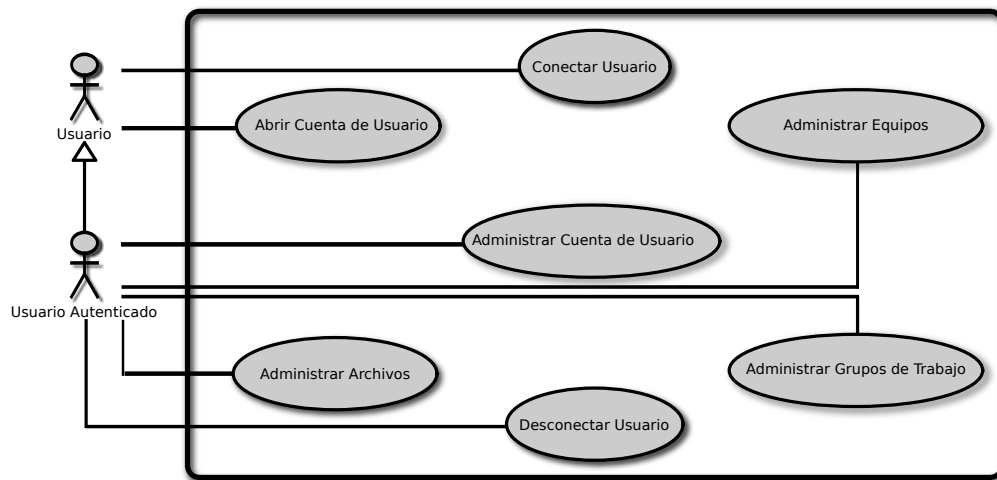 Conectar Usuario
Usuario
Abrir Cuenta de Usuario
Administrar Equipos
Administrar Cuenta de Usuario
Usuario Autenticado
Administrar Archivos
Administrar Grupos de Trabajo
Desconectar Usuario